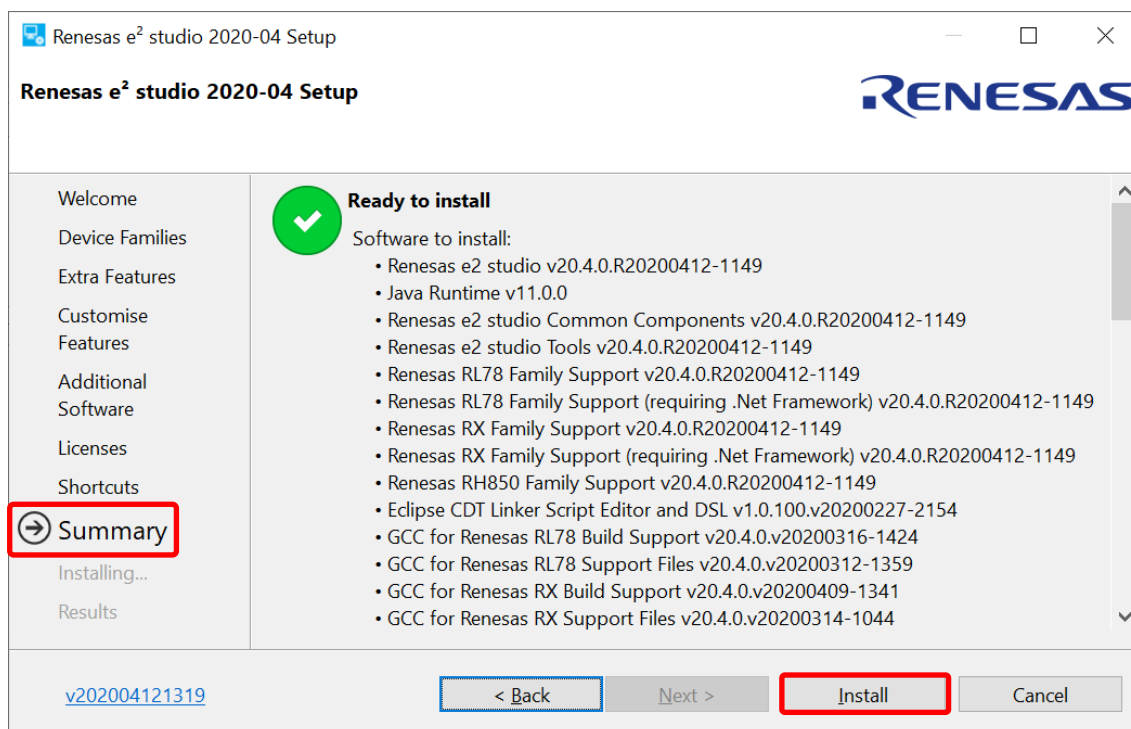 Renesas e² studio 2020-04 Setup
Renesas e² studio 2020-04 Setup
RENESAS
Welcome
Device Families
Extra Features
Customise
Features
Additional
Software
Licenses
Shortcuts
Summary
Installing...
Results
Ready to install
Software to install:
• Renesas e2 studio v20.4.0.R20200412-1149
• Java Runtime v11.0.0
• Renesas e2 studio Common Components v20.4.0.R20200412-1149
• Renesas e2 studio Tools v20.4.0.R20200412-1149
• Renesas RL78 Family Support v20.4.0.R20200412-1149
• Renesas RL78 Family Support (requiring .Net Framework) v20.4.0.R20200412-1149
• Renesas RX Family Support v20.4.0.R20200412-1149
• Renesas RX Family Support (requiring .Net Framework) v20.4.0.R20200412-1149
• Renesas RH850 Family Support v20.4.0.R20200412-1149
• Eclipse CDT Linker Script Editor and DSL v1.0.100.v20200227-2154
• GCC for Renesas RL78 Build Support v20.4.0.v20200316-1424
• GCC for Renesas RL78 Support Files v20.4.0.v20200312-1359
• GCC for Renesas RX Build Support v20.4.0.v20200409-1341
• GCC for Renesas RX Support Files v20.4.0.v20200314-1044
v202004121319
< Back
Next >
Install
Cancel